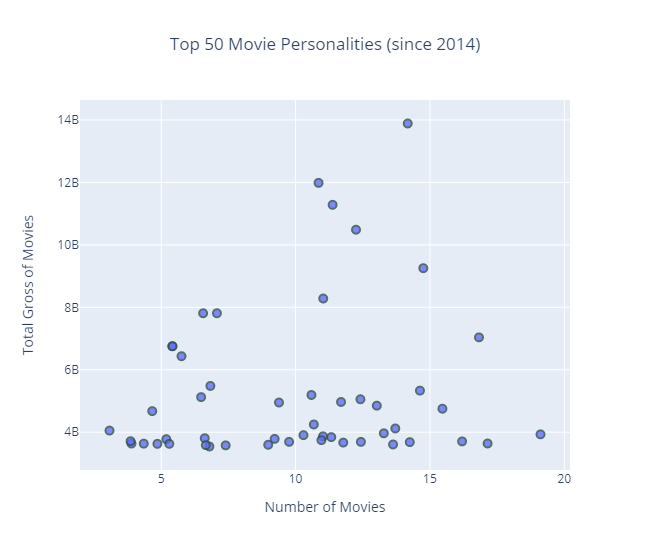 Top 50 Movie Personalities (since 2014)
14B
12B
10B
8B
6B
4B
Total Gross of Movies
5 10 15 20
Number of Movies